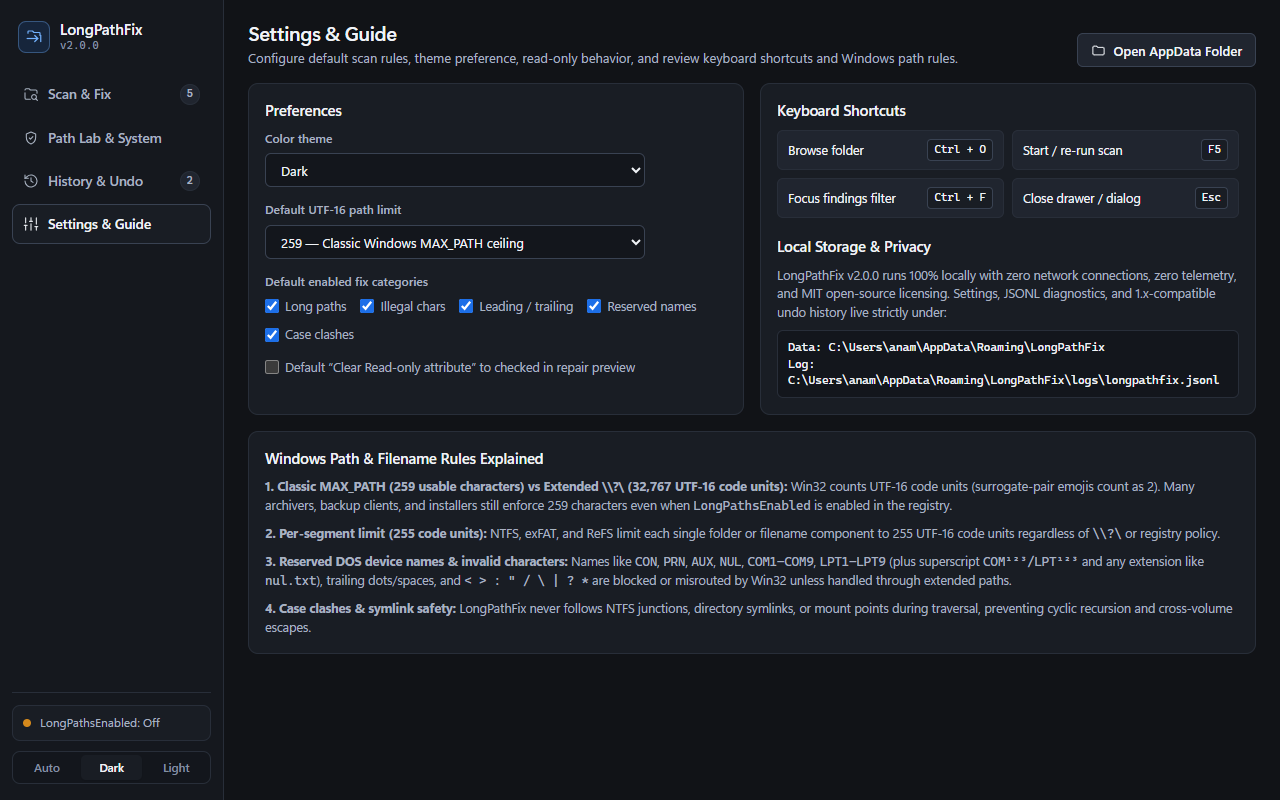 LongPathFix
v2.0.0
Scan & Fix 5
Path Lab & System
History & Undo 2
Settings & Guide
LongPathsEnabled: Off
Auto Dark Light
Settings & Guide
Configure default scan rules, theme preference, read-only behavior, and review keyboard shortcuts and Windows path rules.
Open AppData Folder
Preferences
Color theme
Dark
Default UTF-16 path limit
259 — Classic Windows MAX_PATH ceiling
Default enabled fix categories
Long paths Illegal chars Leading / trailing Reserved names
Case clashes
Default “Clear Read-only attribute” to checked in repair preview
Keyboard Shortcuts
Browse folder Ctrl + O Start / re-run scan F5
Focus findings filter Ctrl + F Close drawer / dialog Esc
Local Storage & Privacy
LongPathFix v2.0.0 runs 100% locally with zero network connections, zero telemetry,
and MIT open-source licensing. Settings, JSONL diagnostics, and 1.x-compatible
undo history live strictly under:
Data: C:\Users\anam\AppData\Roaming\LongPathFix
Log:
C:\Users\anam\AppData\Roaming\LongPathFix\logs\longpathfix.jsonl
Windows Path & Filename Rules Explained
1. Classic MAX_PATH (259 usable characters) vs Extended \\?\ (32,767 UTF-16 code units): Win32 counts UTF-16 code units (surrogate-pair emojis count as 2). Many
archivers, backup clients, and installers still enforce 259 characters even when LongPathsEnabled is enabled in the registry.
2. Per-segment limit (255 code units): NTFS, exFAT, and ReFS limit each single folder or filename component to 255 UTF-16 code units regardless of \\?\ or registry policy.
3. Reserved DOS device names & invalid characters: Names like CON, PRN, AUX, NUL, COM1–COM9, LPT1–LPT9 (plus superscript COM¹²³/LPT¹²³ and any extension like
nul.txt), trailing dots/spaces, and < > : " / \ | ? * are blocked or misrouted by Win32 unless handled through extended paths.
4. Case clashes & symlink safety: LongPathFix never follows NTFS junctions, directory symlinks, or mount points during traversal, preventing cyclic recursion and cross-volume
escapes.